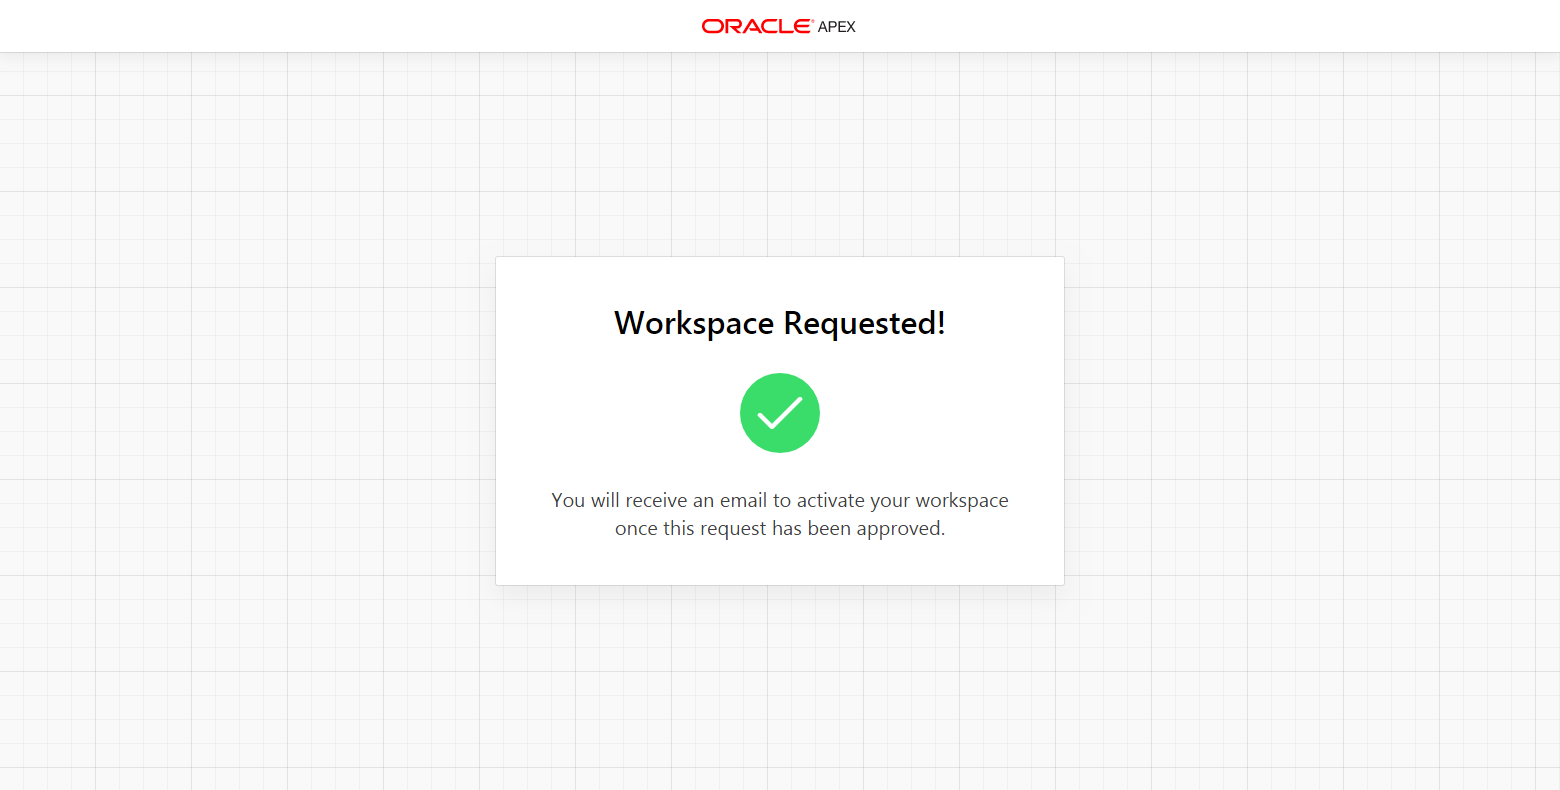 ORACLE® APEX
Workspace Requested!
You will receive an email to activate your workspace
once this request has been approved.